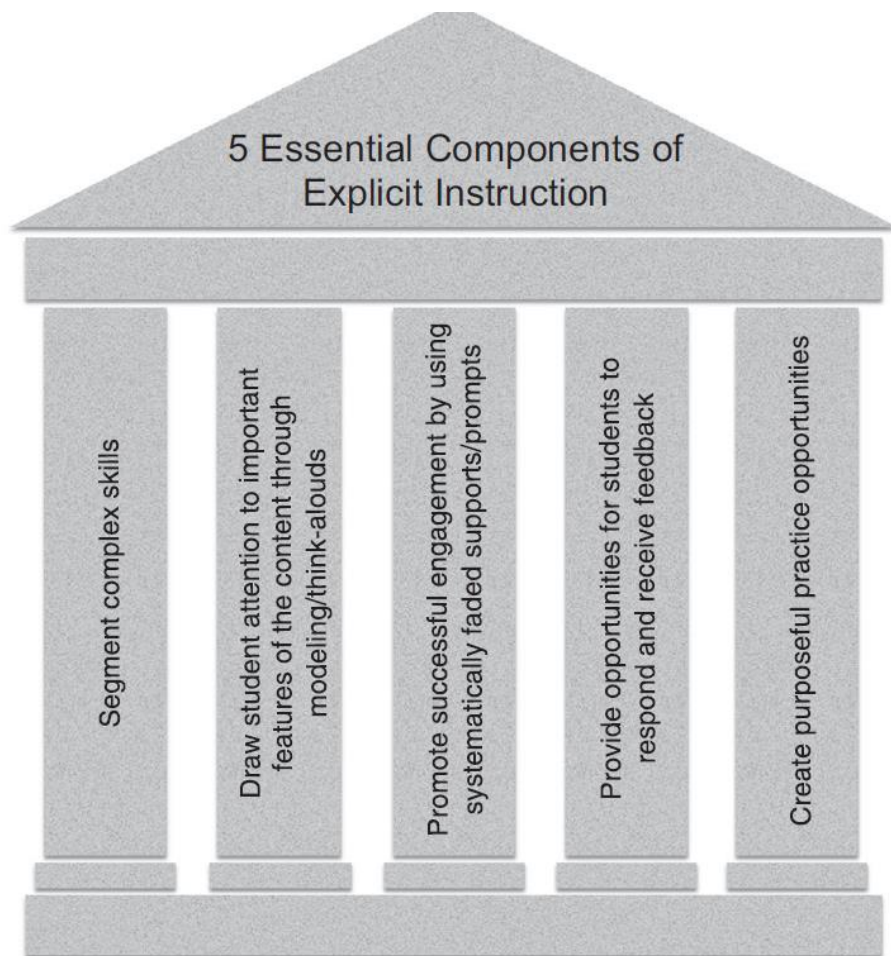 5 Essential Components of
Explicit Instruction
Segment complex skills
Draw student attention to important
features of the content through
modeling/think-alouds
Promote successful engagement by using
systematically faded supports/prompts
Provide opportunities for students to
respond and receive feedback
Create purposeful practice opportunities